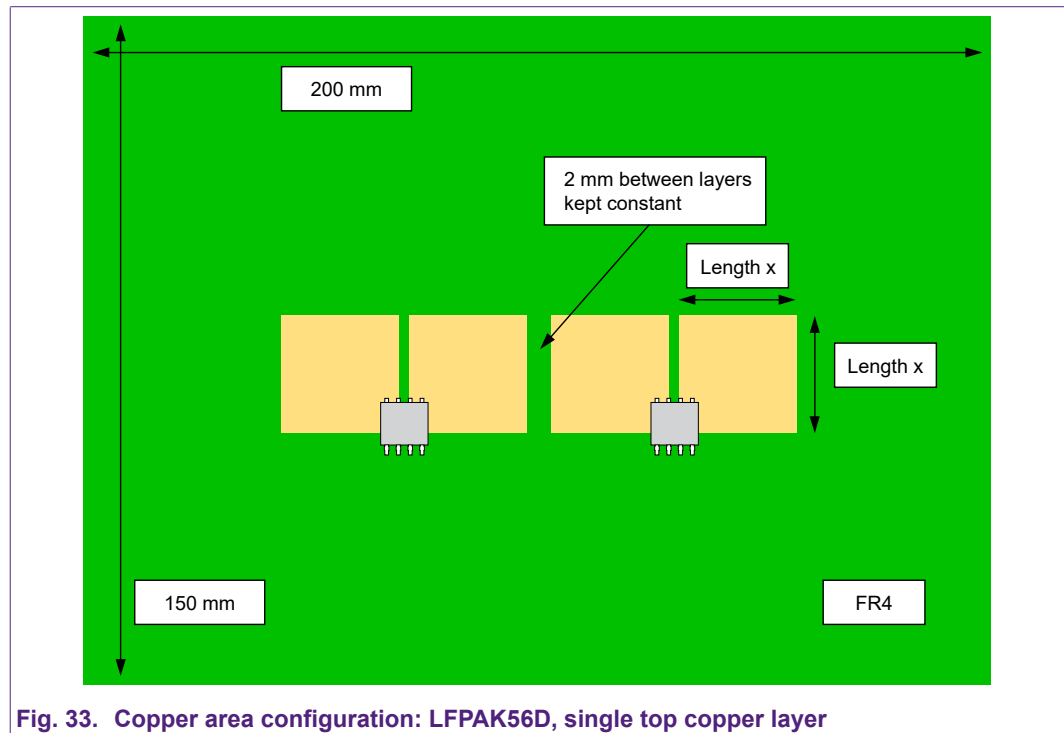 200 mm
2 mm between layers
kept constant
Length x
Length x
150 mm
FR4
Fig. 33. Copper area configuration: LFPAK56D, single top copper layer